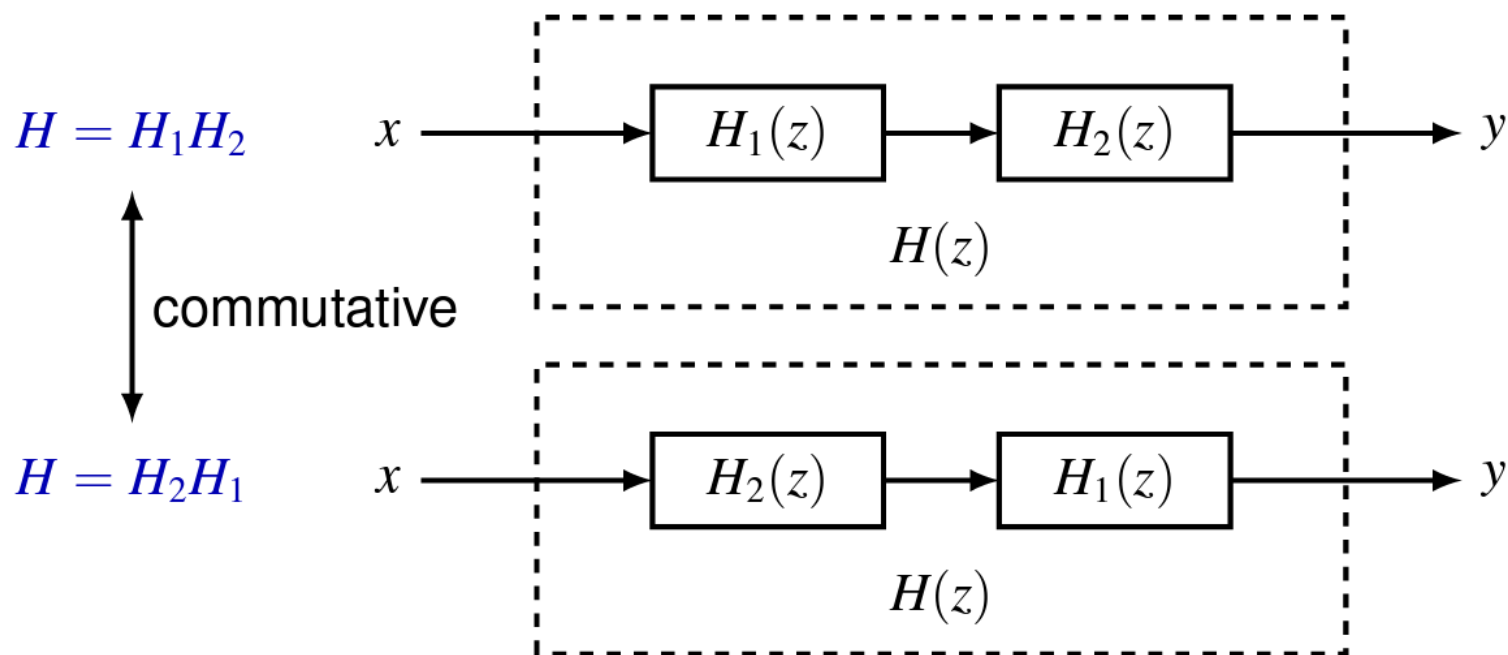 H = H₁H₂ x H₁(z) H₂(z) y
H(z)
commutative
H = H₂H₁ x H₂(z) H₁(z) y
H(z)